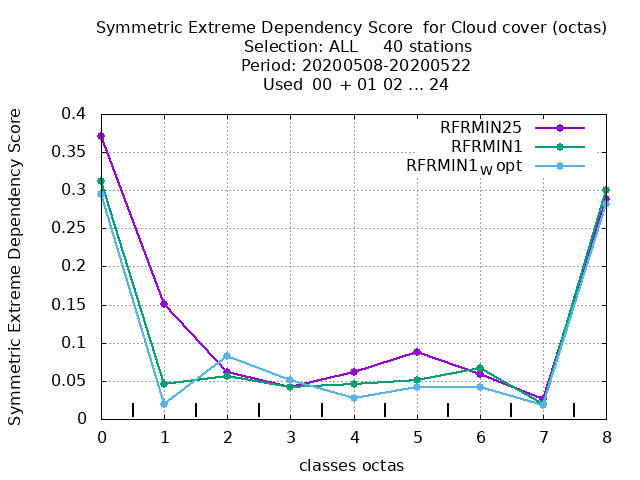 Symmetric Extreme Dependency Score  for Cloud cover (octas)
Selection: ALL     40 stations
Period: 20200508-20200522
Used  00 + 01 02 ... 24
Symmetric Extreme Dependency Score
0.4
0.35
0.3
0.25
0.2
0.15
0.1
0.05
0
RFRMIN25
RFRMIN1
RFRMIN1W opt
0 1 2 3 4 5 6 7 8
classes octas